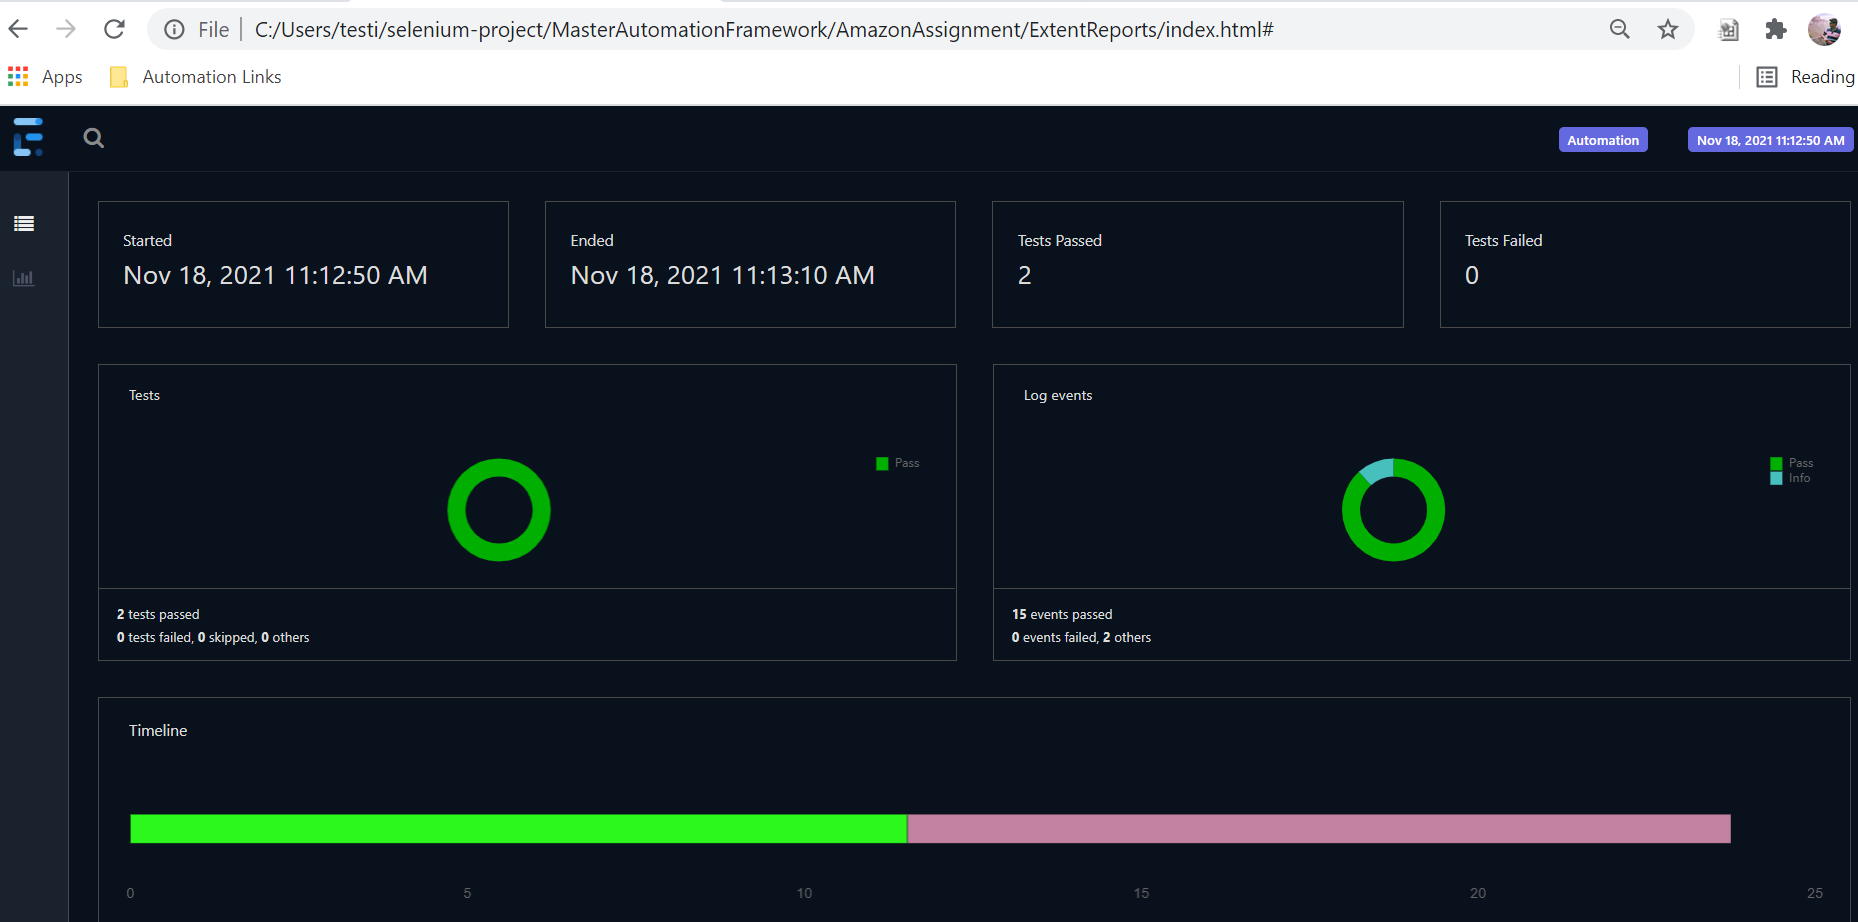 File C:/Users/testi/selenium-project/MasterAutomationFramework/AmazonAssignment/ExtentReports/index.html#
Apps Automation Links Reading
Automation Nov 18, 2021 11:12:50 AM
Started
Nov 18, 2021 11:12:50 AM
Ended
Nov 18, 2021 11:13:10 AM
Tests Passed
2
Tests Failed
0
Tests
Pass
2 tests passed
0 tests failed, 0 skipped, 0 others
Log events
Pass
Info
15 events passed
0 events failed, 2 others
Timeline
0 5 10 15 20 25